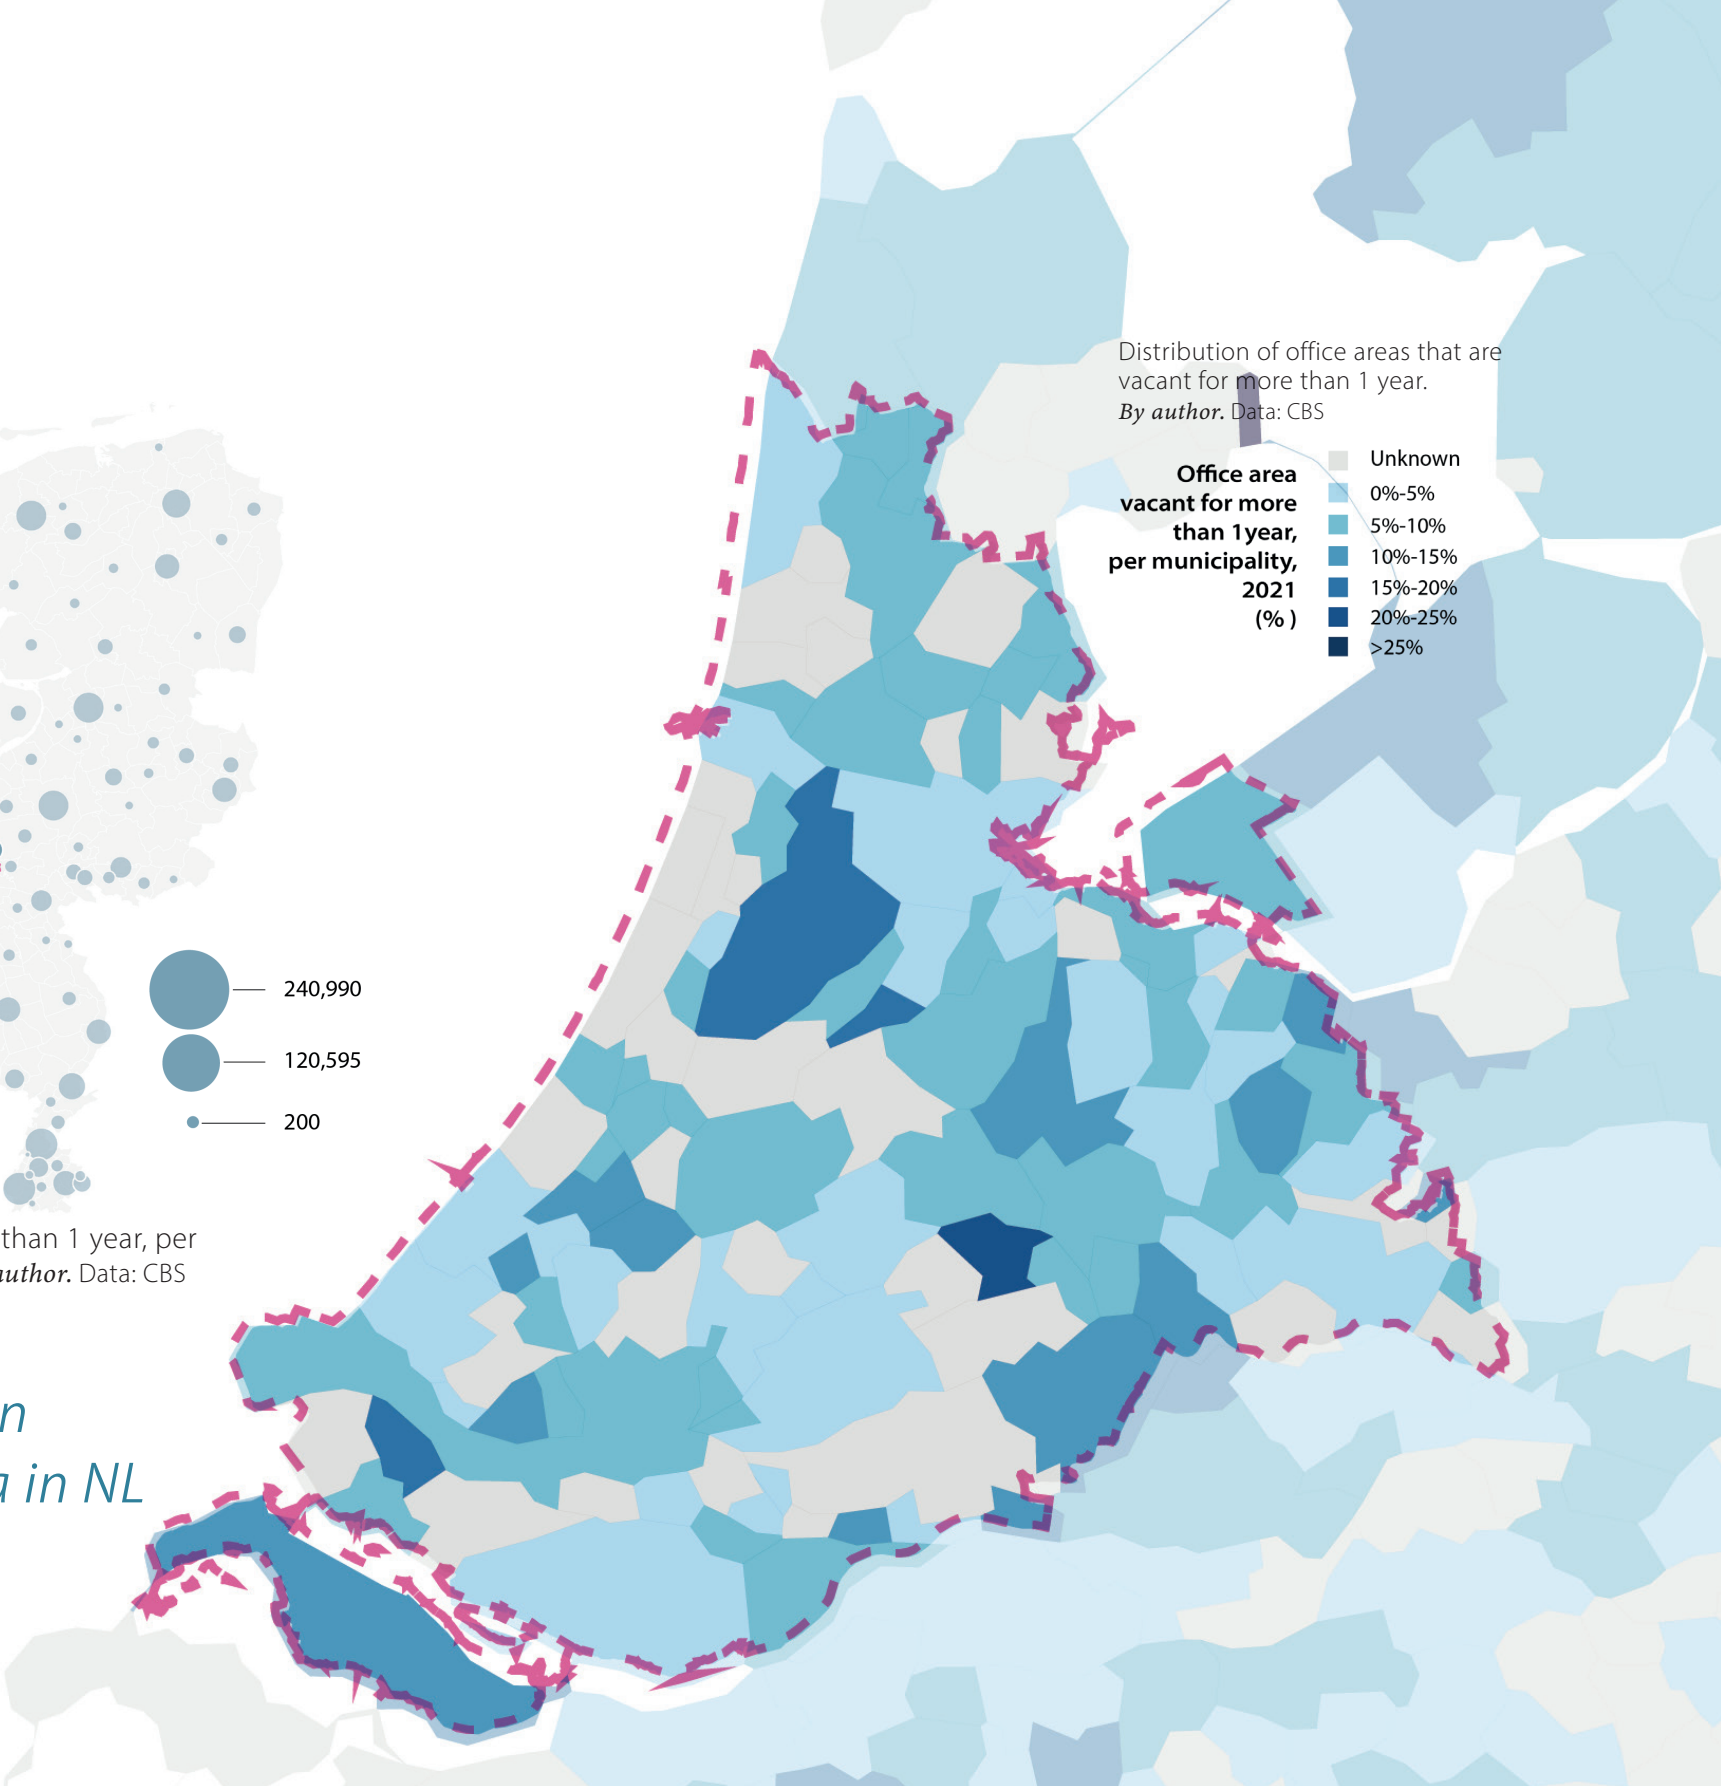 Distribution of office areas that are
vacant for more than 1 year.
By author. Data: CBS
Office area
vacant for more
than 1year,
per municipality,
2021
(% )
Unknown
0%-5%
5%-10%
10%-15%
15%-20%
20%-25%
>25%
240,990
120,595
200
than 1 year, per
author. Data: CBS
n
in NL